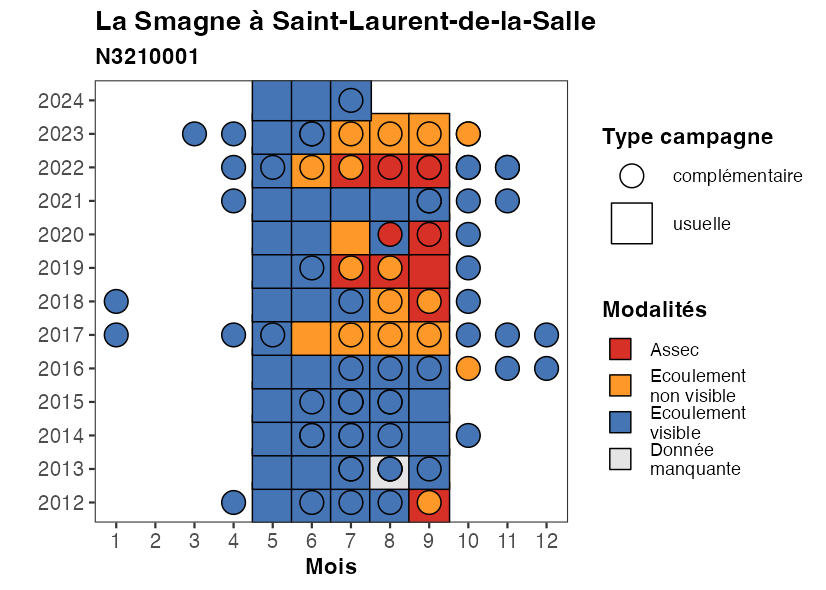 La Smagne à Saint-Laurent-de-la-Salle
N3210001
2024
2023
2022
2021
2020
2019
2018
2017
2016
2015
2014
2013
2012
1 2 3 4 5 6 7 8 9 10 11 12
Mois
Type campagne
complémentaire
usuelle
Modalités
Assec
Ecoulement
non visible
Ecoulement
visible
Donnée
manquante